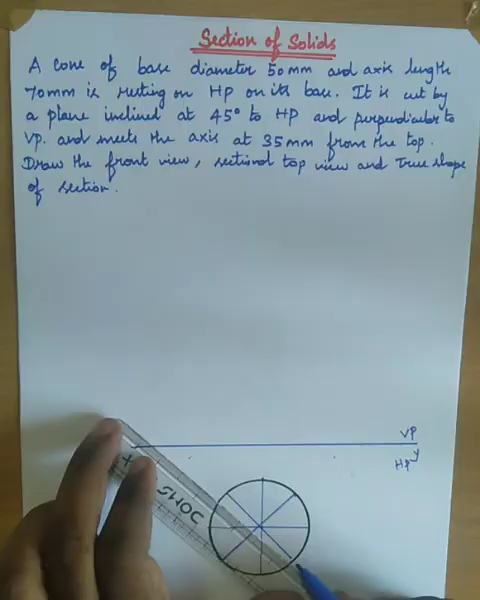 Section of Solids
A cone of base diameter 50mm and axis length
70mm is resting on HP on its base. It is cut by
a plane inclined at 45° to HP and perpendicular to
VP. and meets the axis at 35mm from the top.
Draw the front view, sectional top view and True shape
of section.
VP
HP y